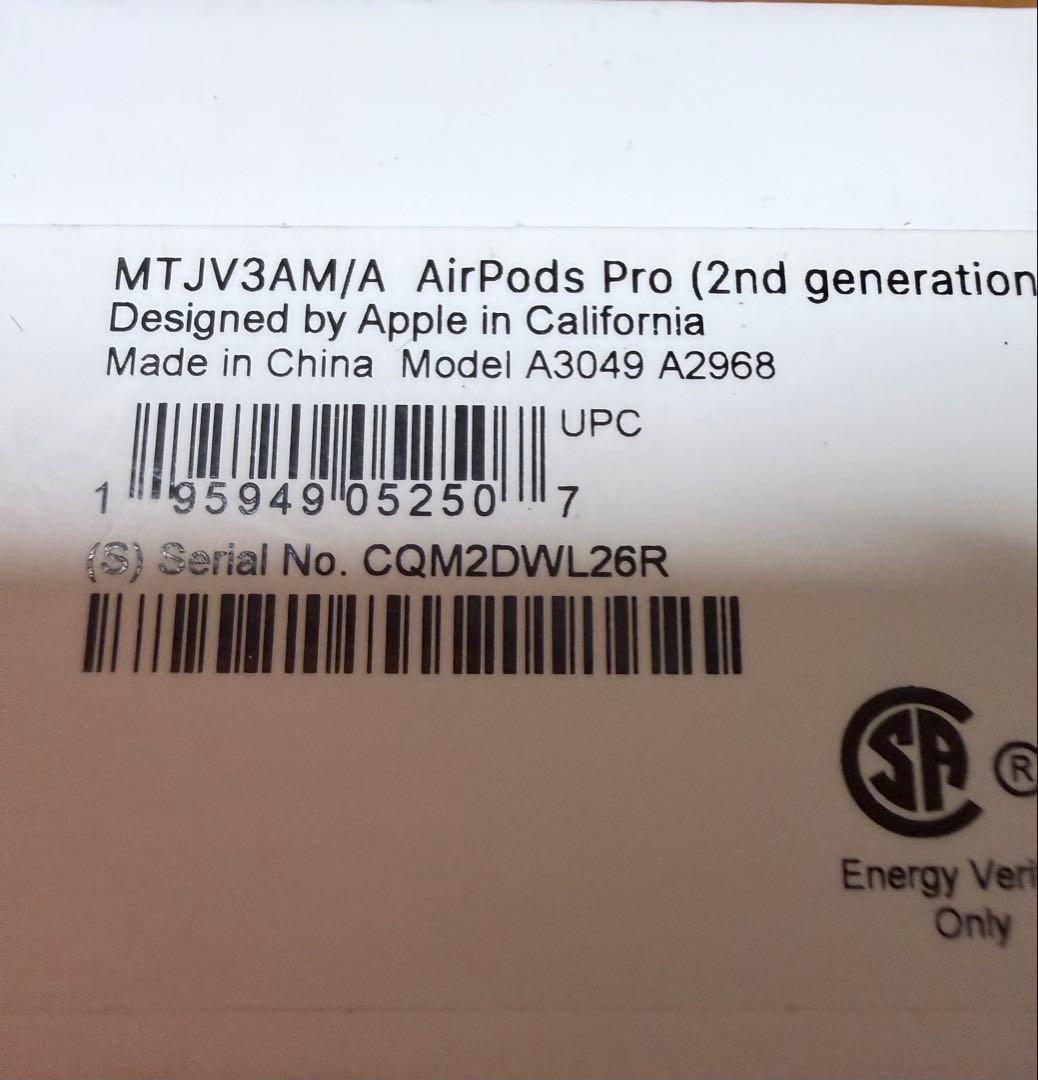 MTJV3AM/A AirPods Pro (2nd generation
Designed by Apple in California
Made in China Model A3049 A2968
UPC
1 95949 05250 7
(S) Serial No. CQM2DWL26R
SA ®
Energy Veri
Only